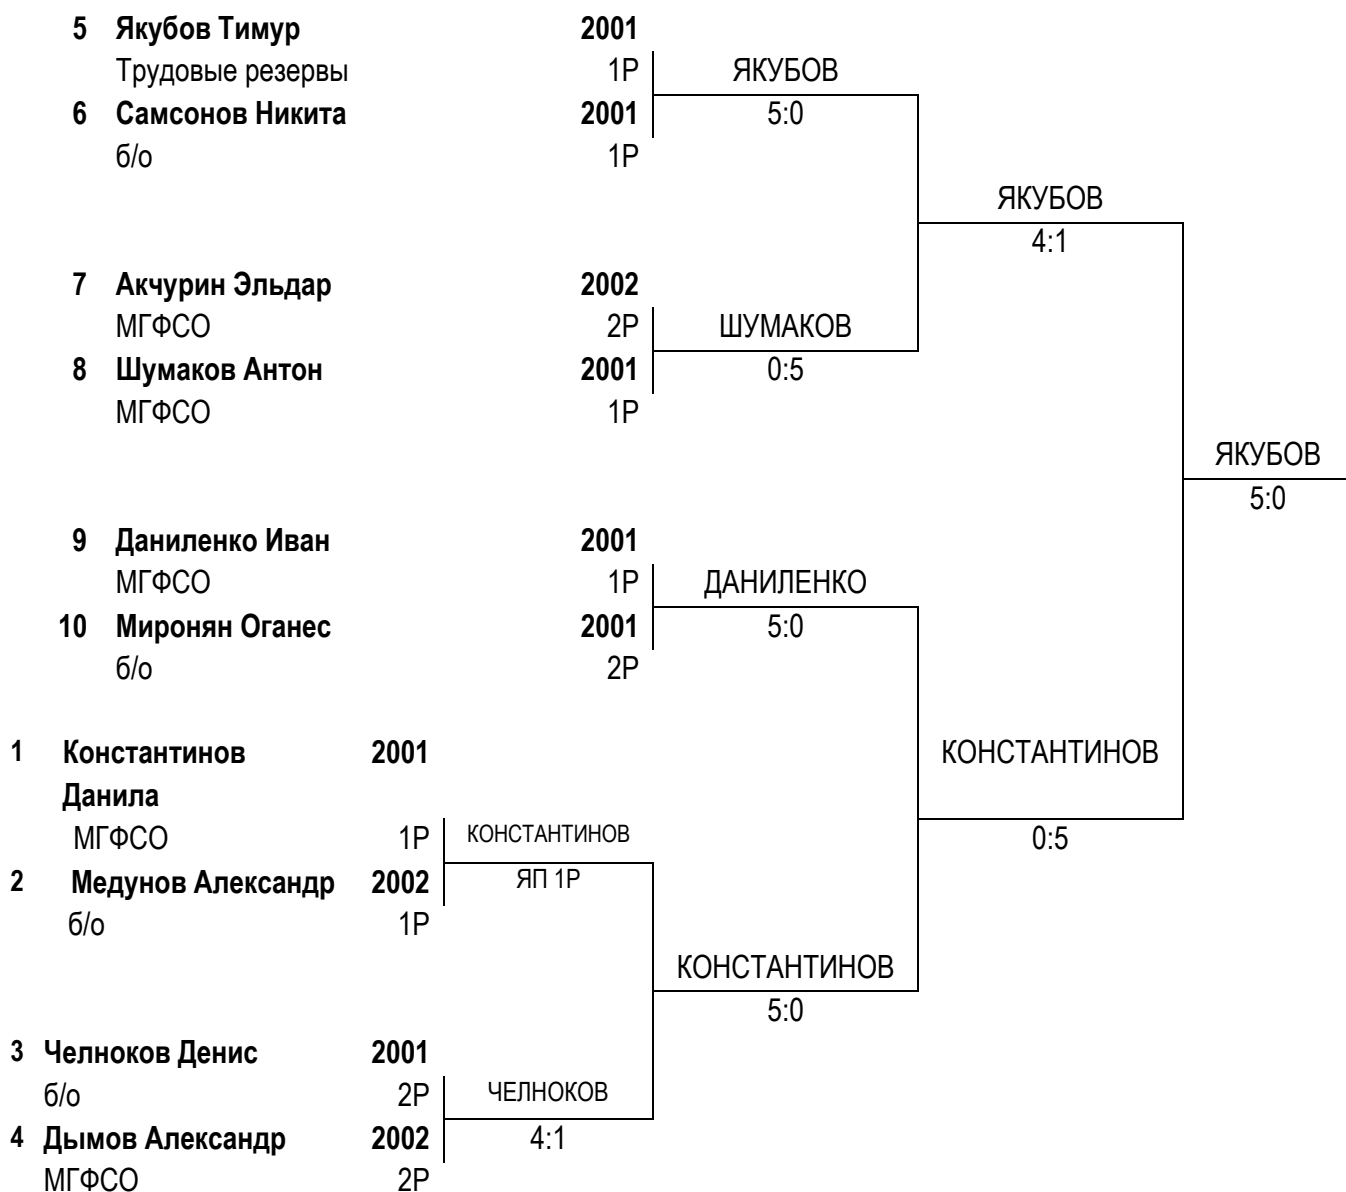 5 Якубов Тимур 2001
Трудовые резервы 1Р ЯКУБОВ
6 Самсонов Никита 2001 5:0
б/о 1Р
ЯКУБОВ
4:1
7 Акчурин Эльдар 2002
МГФСО 2Р ШУМАКОВ
8 Шумаков Антон 2001 0:5
МГФСО 1Р
ЯКУБОВ
5:0
9 Даниленко Иван 2001
МГФСО 1Р ДАНИЛЕНКО
10 Миронян Оганес 2001 5:0
б/о 2Р
1 Константинов 2001 КОНСТАНТИНОВ
Данила
МГФСО 1Р КОНСТАНТИНОВ 0:5
2 Медунов Александр 2002 ЯП 1Р
б/о 1Р
КОНСТАНТИНОВ
5:0
3 Челноков Денис 2001
б/о 2Р ЧЕЛНОКОВ
4 Дымов Александр 2002 4:1
МГФСО 2Р